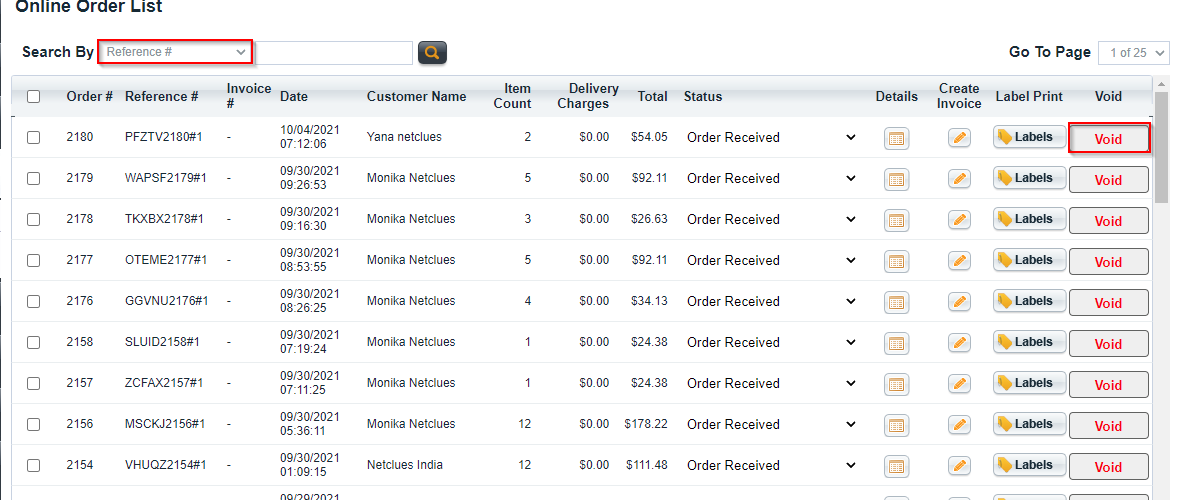 Online Order List
Search By Reference # Go To Page 1 of 25
Order # Reference # Invoice # Date Customer Name Item Count Delivery Charges Total Status Details Create Invoice Label Print Void
2180 PFZTV2180#1 - 10/04/2021 07:12:06 Yana netclues 2 $0.00 $54.05 Order Received Labels Void
2179 WAPSF2179#1 - 09/30/2021 09:26:53 Monika Netclues 5 $0.00 $92.11 Order Received Labels Void
2178 TKXBX2178#1 - 09/30/2021 09:16:30 Monika Netclues 3 $0.00 $26.63 Order Received Labels Void
2177 OTEME2177#1 - 09/30/2021 08:53:55 Monika Netclues 5 $0.00 $92.11 Order Received Labels Void
2176 GGVNU2176#1 - 09/30/2021 08:26:25 Monika Netclues 4 $0.00 $34.13 Order Received Labels Void
2158 SLUID2158#1 - 09/30/2021 07:19:24 Monika Netclues 1 $0.00 $24.38 Order Received Labels Void
2157 ZCFAX2157#1 - 09/30/2021 07:11:25 Monika Netclues 1 $0.00 $24.38 Order Received Labels Void
2156 MSCKJ2156#1 - 09/30/2021 05:36:11 Monika Netclues 12 $0.00 $178.22 Order Received Labels Void
2154 VHUQZ2154#1 - 09/30/2021 01:09:15 Netclues India 12 $0.00 $111.48 Order Received Labels Void
09/29/2021